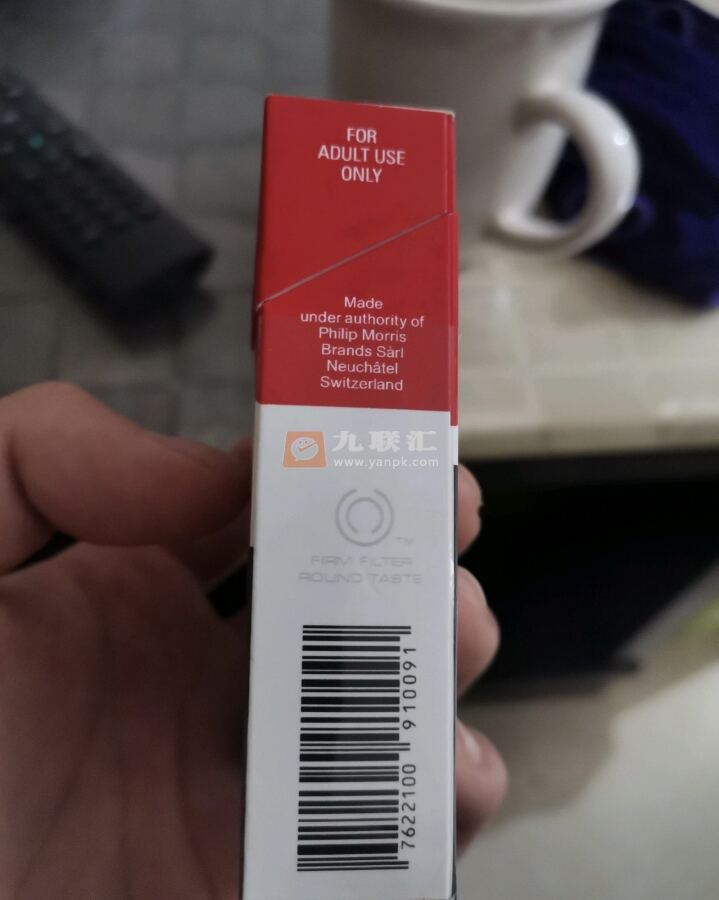 FOR
ADULT USE
ONLY
Made
under authority of
Philip Morris
Brands Sàrl
Neuchâtel
Switzerland
九联汇
www.yanpk.com
TM
FIRM FILTER
ROUND TASTE
7622100 910091